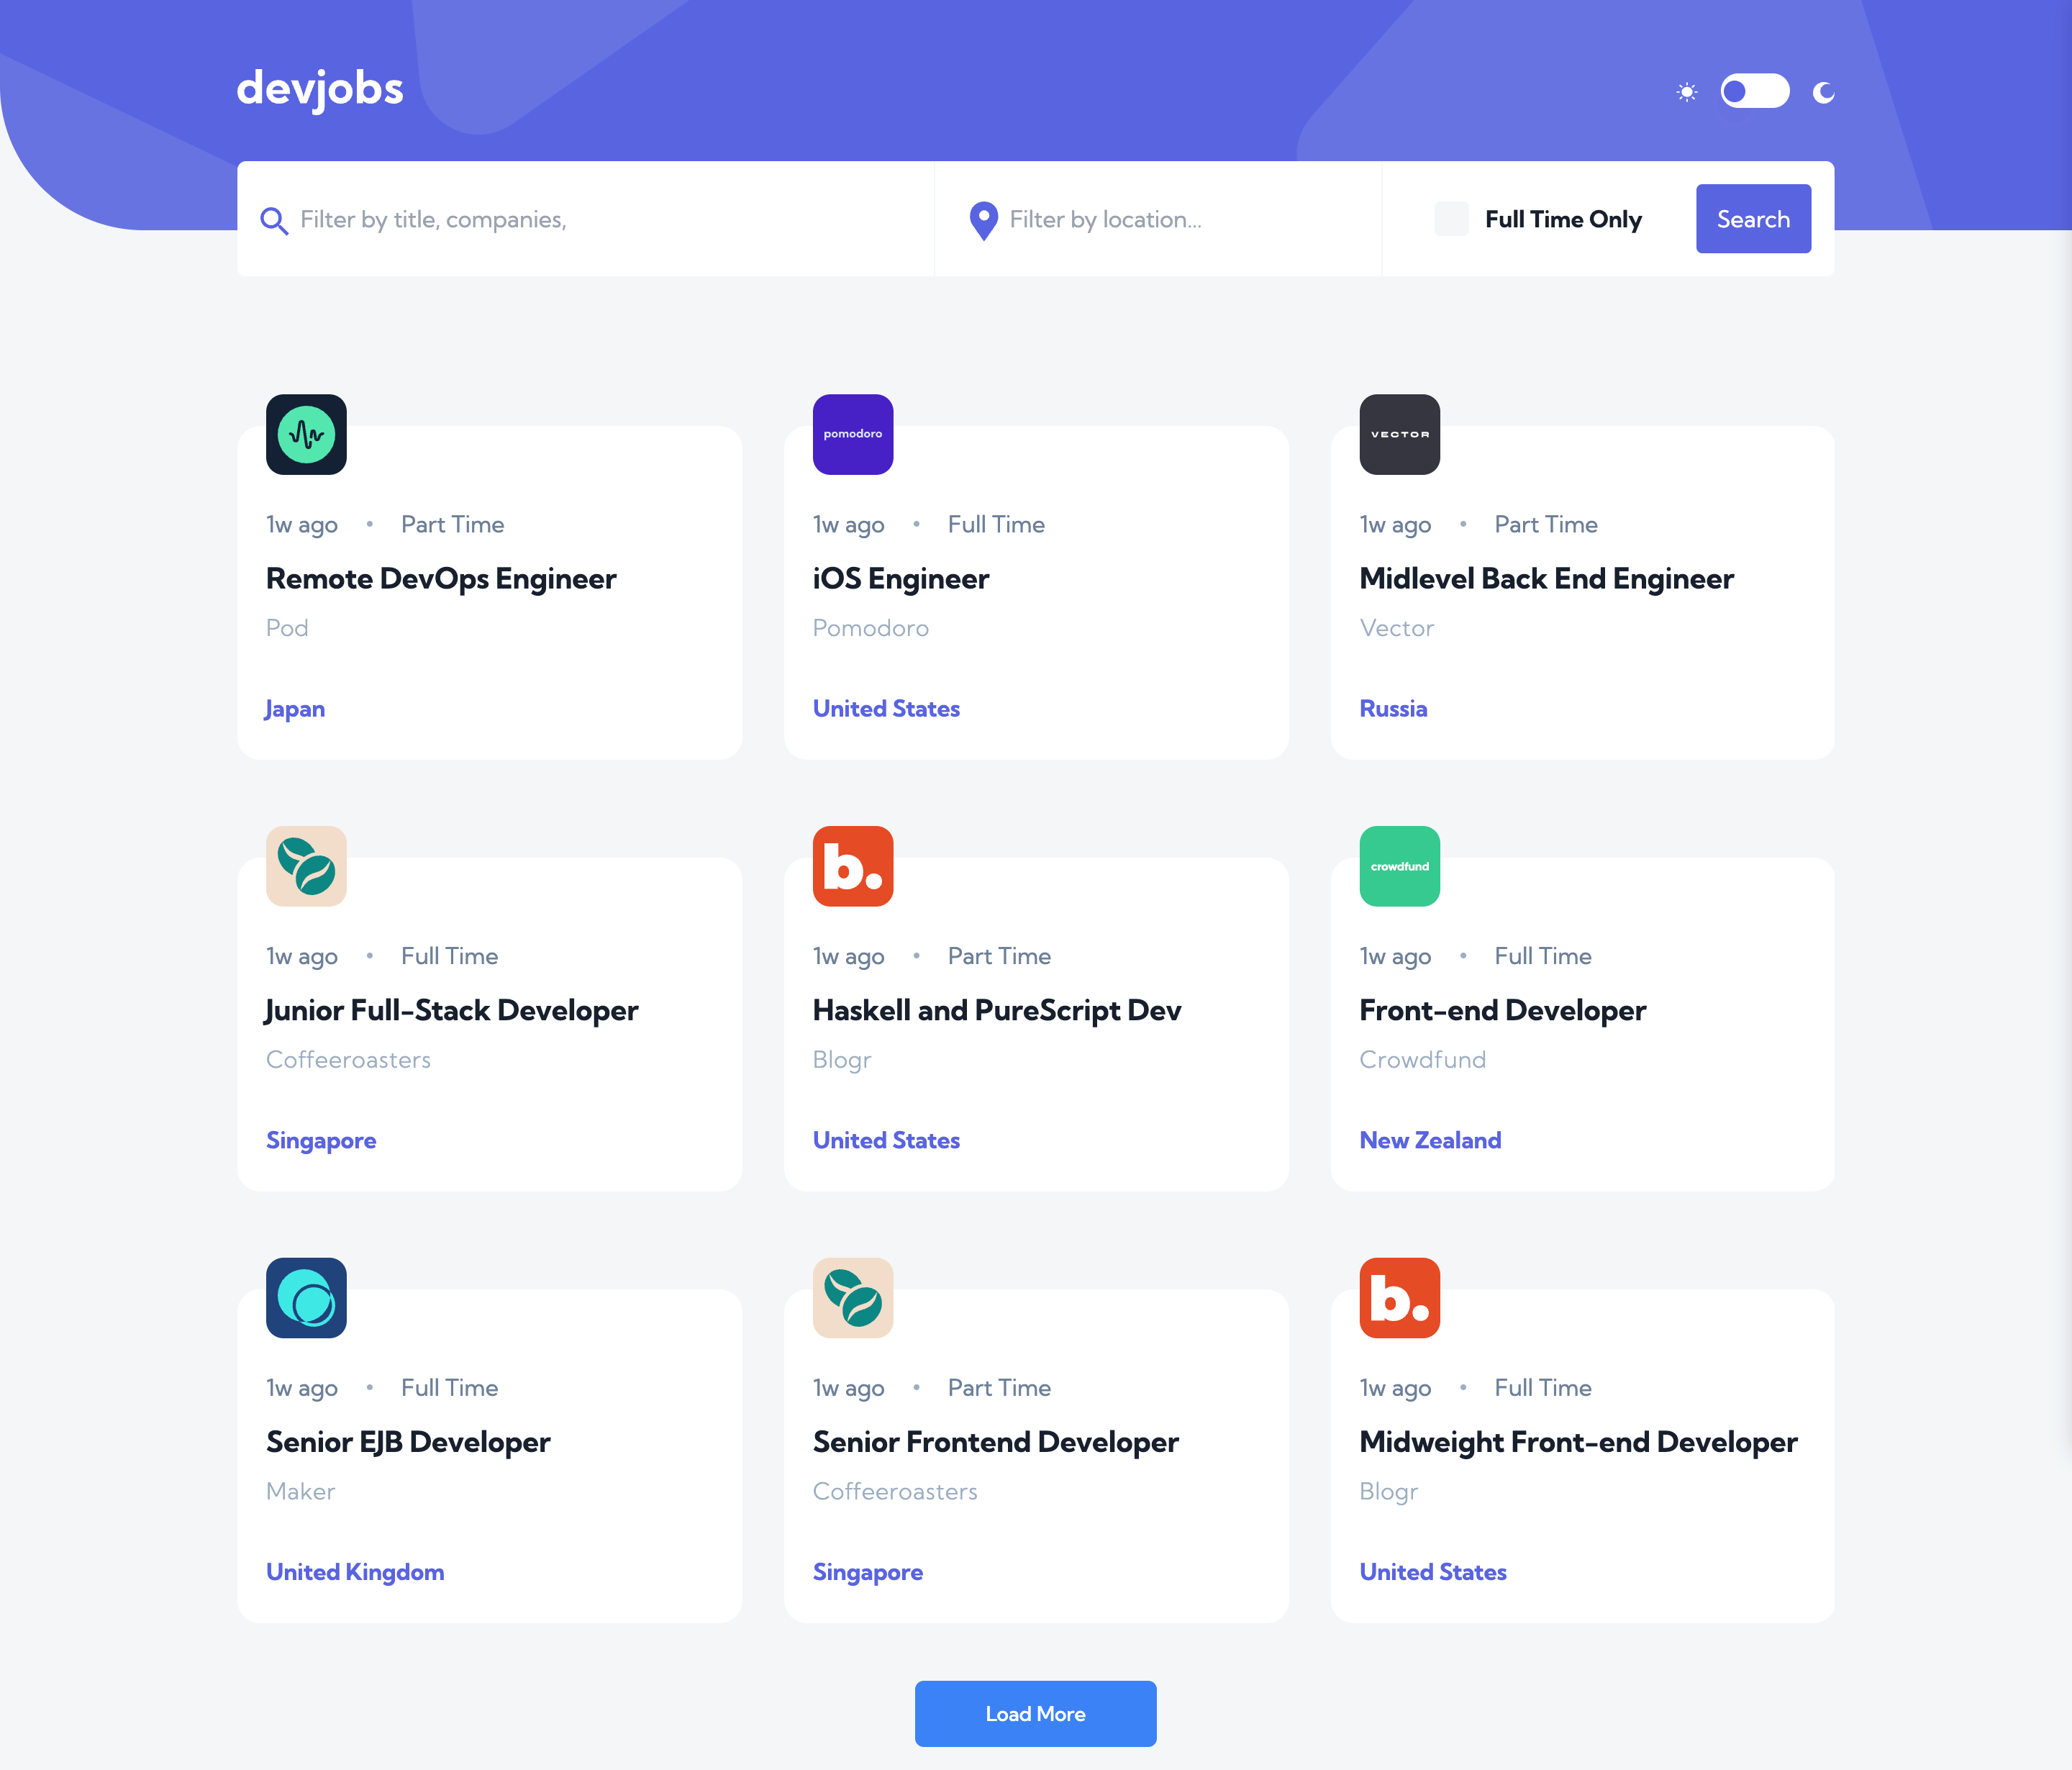 devjobs
Filter by title, companies,
Filter by location...
Full Time Only
Search
pomodoro
VECTOR
1w ago • Part Time
1w ago • Full Time
1w ago • Part Time
Remote DevOps Engineer
iOS Engineer
Midlevel Back End Engineer
Pod
Pomodoro
Vector
Japan
United States
Russia
b.
crowdfund
1w ago • Full Time
1w ago • Part Time
1w ago • Full Time
Junior Full-Stack Developer
Haskell and PureScript Dev
Front-end Developer
Coffeeroasters
Blogr
Crowdfund
Singapore
United States
New Zealand
b.
1w ago • Full Time
1w ago • Part Time
1w ago • Full Time
Senior EJB Developer
Senior Frontend Developer
Midweight Front-end Developer
Maker
Coffeeroasters
Blogr
United Kingdom
Singapore
United States
Load More